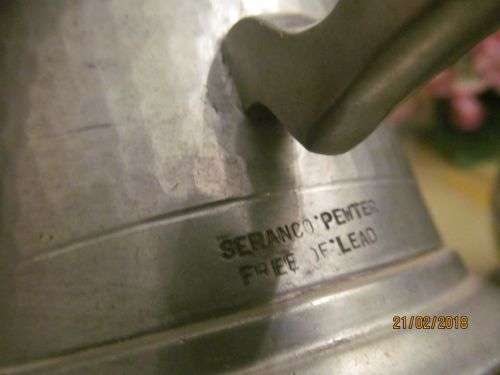 SERANCO PEWTER
FREE OF LEAD
21/02/2018